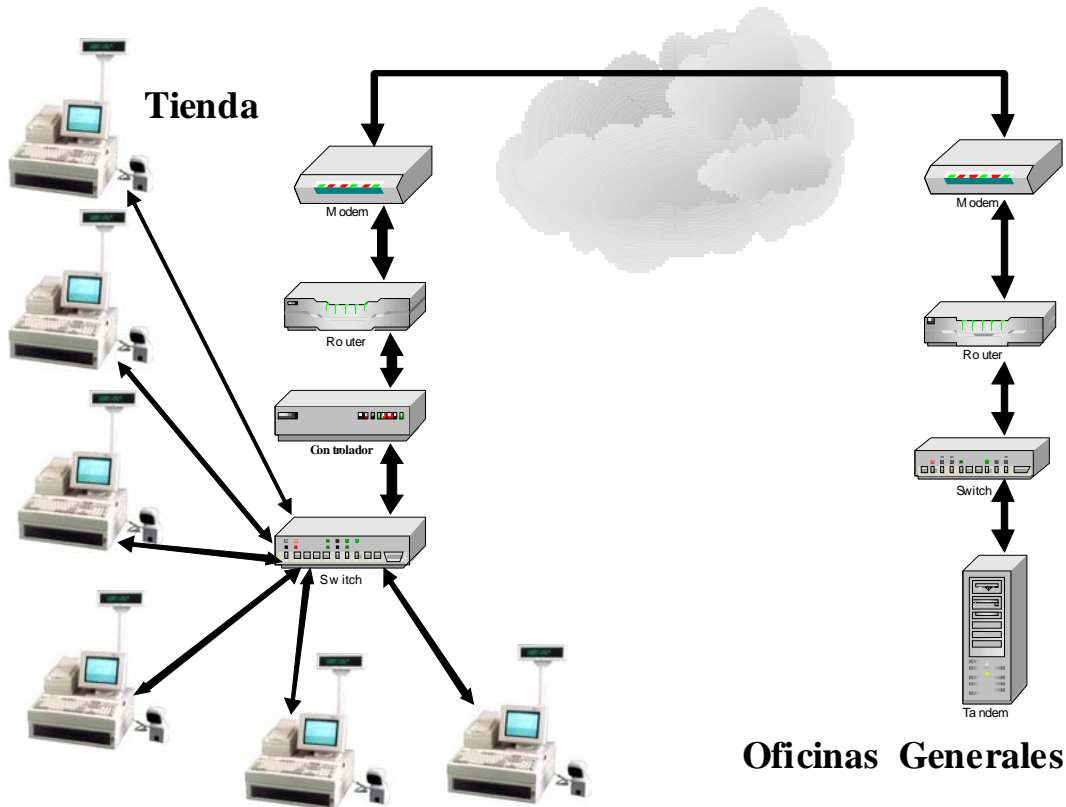 Tienda
Modem
Modem
Router
Router
Controlador
Switch
Switch
Tandem
Oficinas Generales